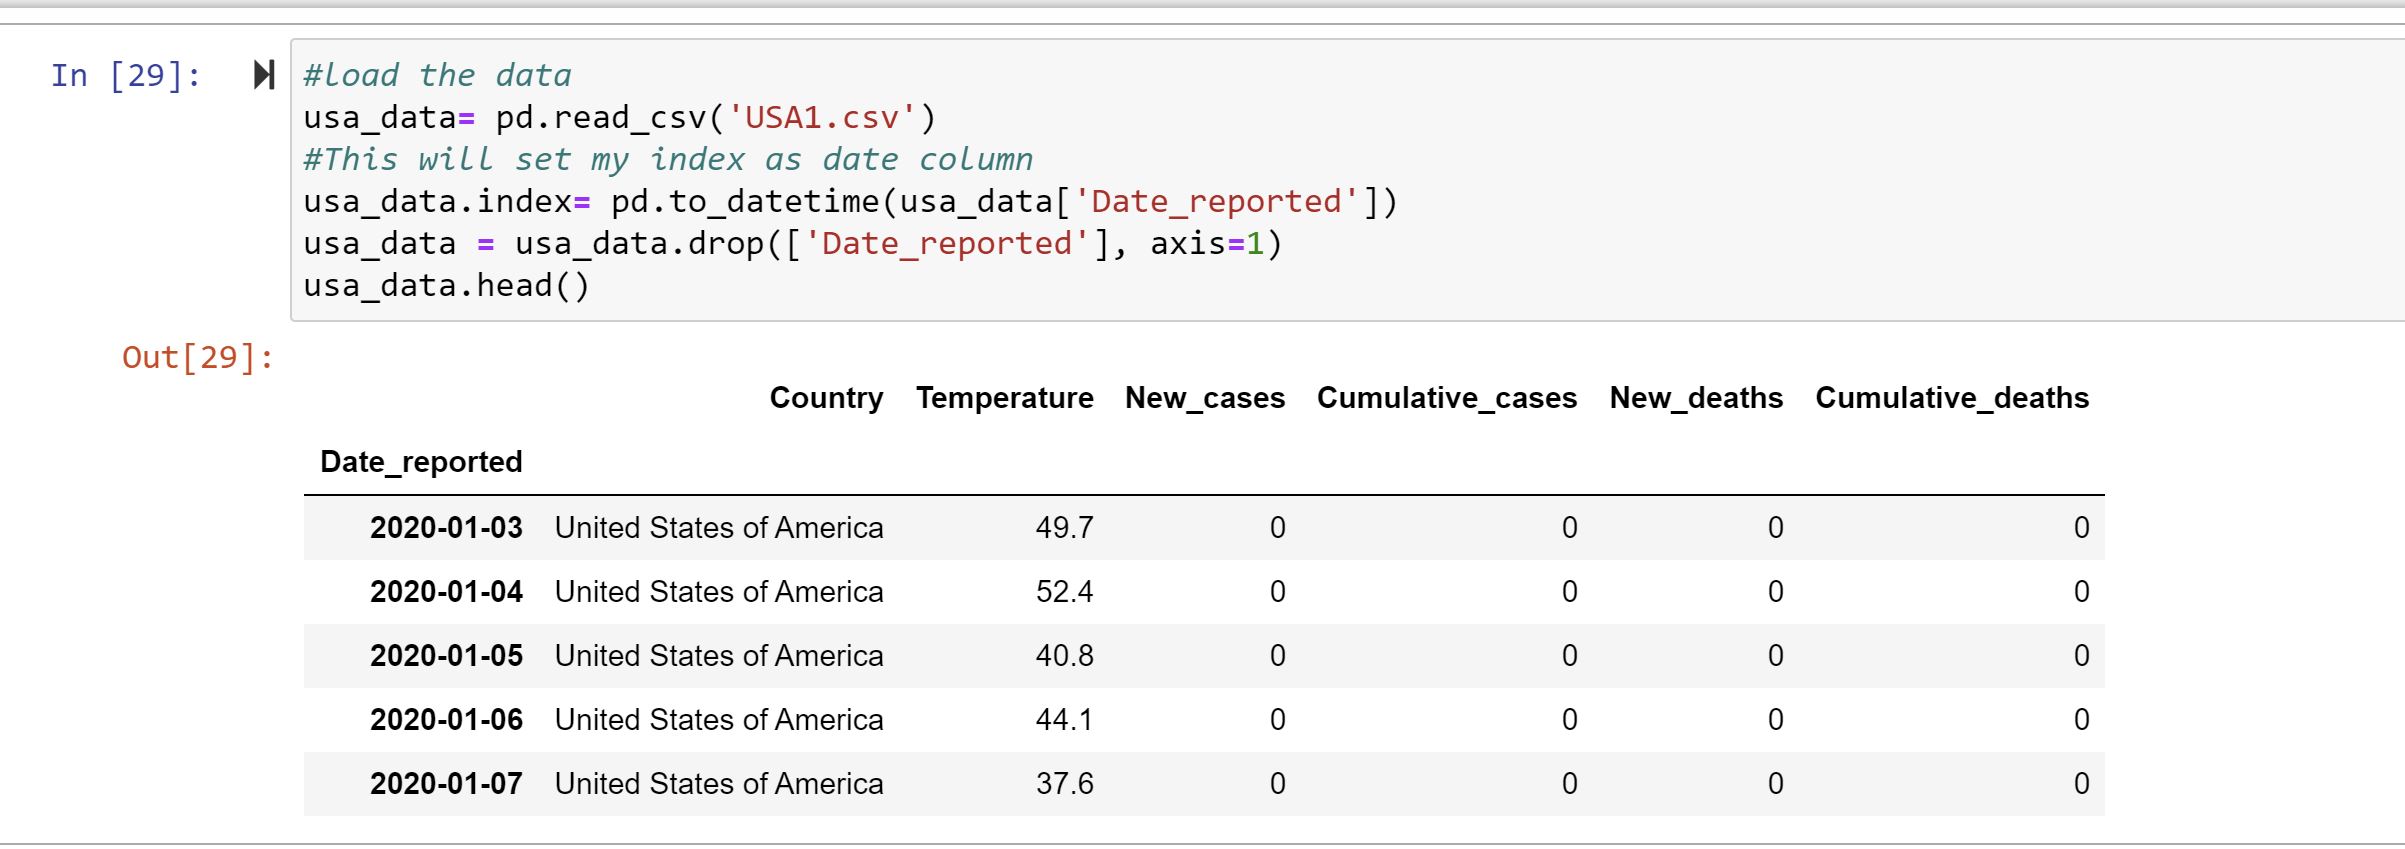 In [29]:
#load the data
usa_data= pd.read_csv('USA1.csv')
#This will set my index as date column
usa_data.index= pd.to_datetime(usa_data['Date_reported'])
usa_data = usa_data.drop(['Date_reported'], axis=1)
usa_data.head()
Out[29]:
Country Temperature New_cases Cumulative_cases New_deaths Cumulative_deaths
Date_reported
2020-01-03 United States of America 49.7 0 0 0 0
2020-01-04 United States of America 52.4 0 0 0 0
2020-01-05 United States of America 40.8 0 0 0 0
2020-01-06 United States of America 44.1 0 0 0 0
2020-01-07 United States of America 37.6 0 0 0 0